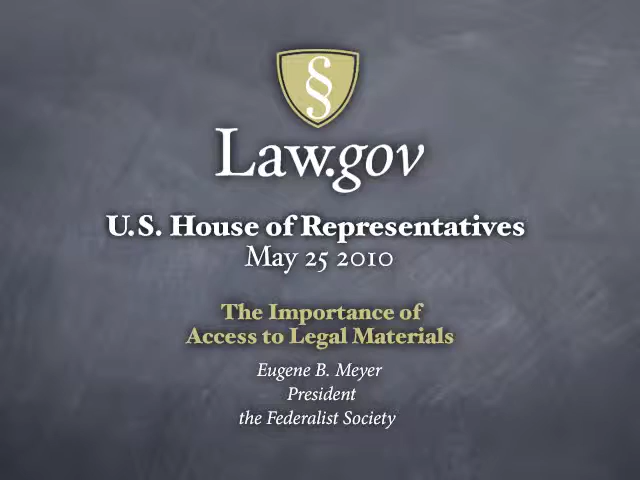 §
Law.gov
U.S. House of Representatives
May 25 2010
The Importance of
Access to Legal Materials
Eugene B. Meyer
President
the Federalist Society